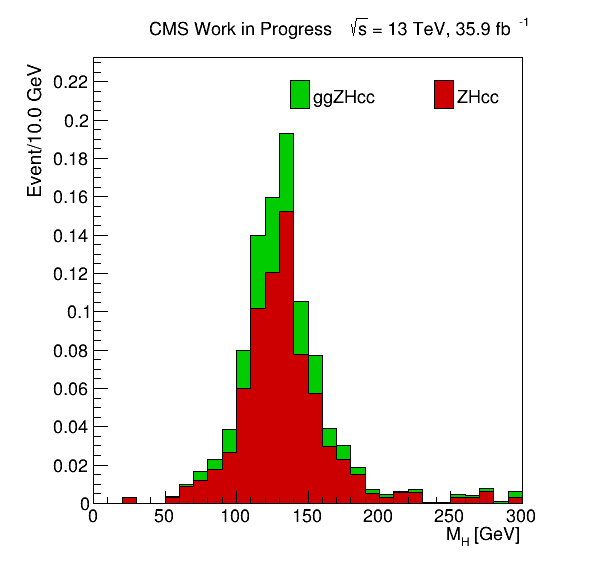 CMS Work in Progress √s = 13 TeV, 35.9 fb -1
Event/10.0 GeV
ggZHcc
ZHcc
0.22
0.2
0.18
0.16
0.14
0.12
0.1
0.08
0.06
0.04
0.02
0
0 50 100 150 200 250 300
M_H [GeV]